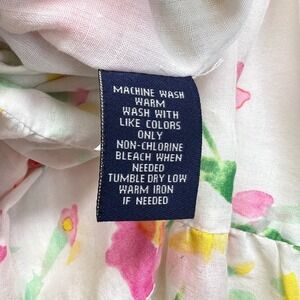 MACHINE WASH
WARM
WASH WITH
LIKE COLORS
ONLY
NON-CHLORINE
BLEACH WHEN
NEEDED
TUMBLE DRY LOW
WARM IRON
IF NEEDED